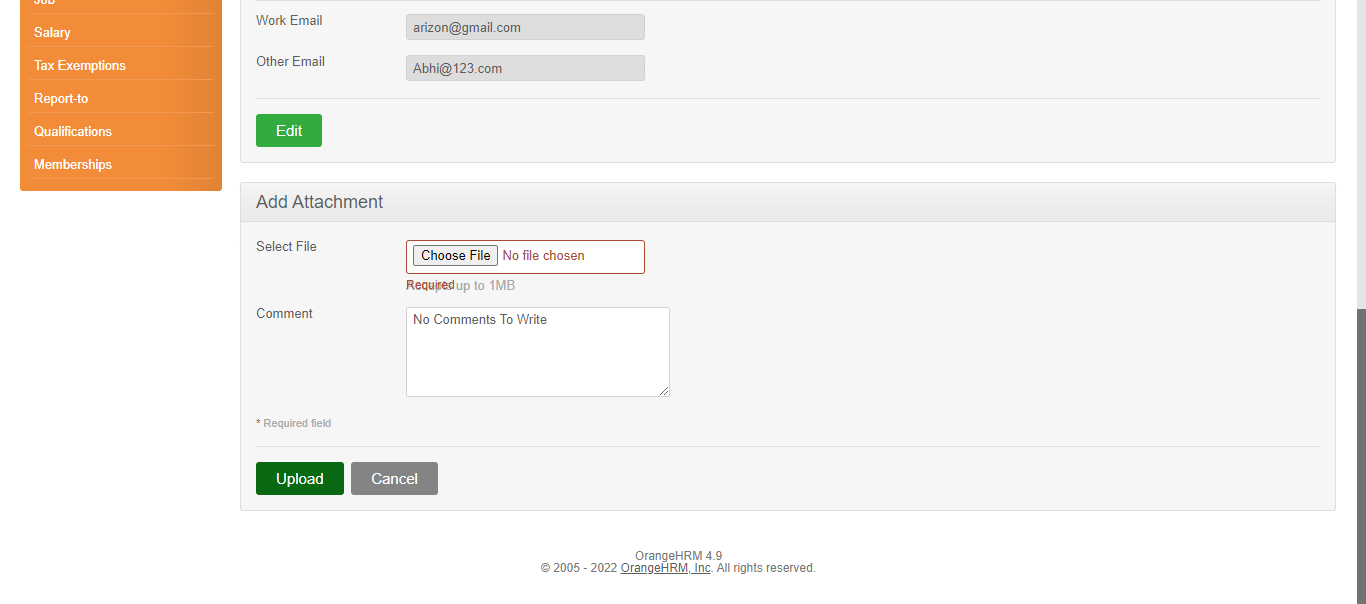 Job
Salary
Tax Exemptions
Report-to
Qualifications
Memberships
Work Email
arizon@gmail.com
Other Email
Abhi@123.com
Edit
Add Attachment
Select File
Choose File No file chosen
Required
Accepts up to 1MB
Comment
No Comments To Write
* Required field
Upload
Cancel
OrangeHRM 4.9
© 2005 - 2022 OrangeHRM, Inc. All rights reserved.